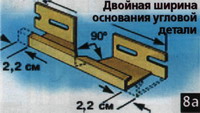 Двойная ширина
основания угловой
детали
90°
2,2 см
2,2 см
8а